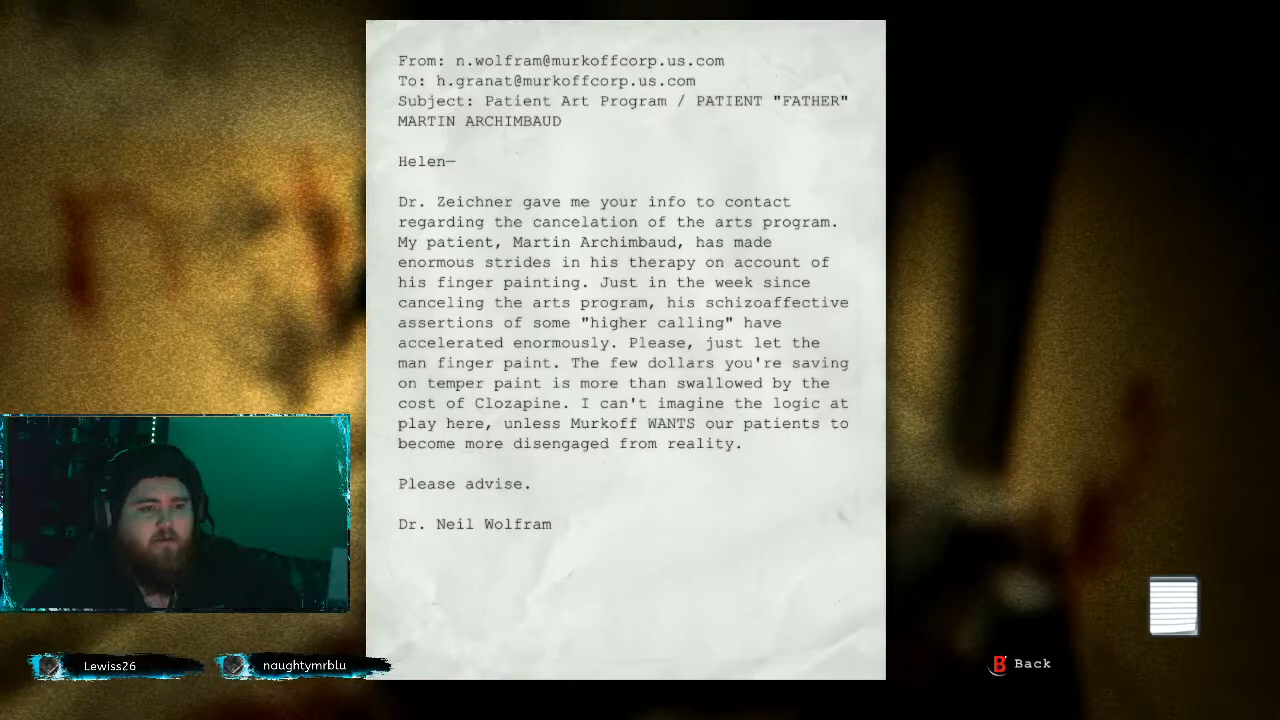 From: n.wolfram@murkoffcorp.us.com
To: h.granat@murkoffcorp.us.com
Subject: Patient Art Program / PATIENT "FATHER"
MARTIN ARCHIMBAUD
Helen—
Dr. Zeichner gave me your info to contact
regarding the cancelation of the arts program.
My patient, Martin Archimbaud, has made
enormous strides in his therapy on account of
his finger painting. Just in the week since
canceling the arts program, his schizoaffective
assertions of some "higher calling" have
accelerated enormously. Please, just let the
man finger paint. The few dollars you're saving
on temper paint is more than swallowed by the
cost of Clozapine. I can't imagine the logic at
play here, unless Murkoff WANTS our patients to
become more disengaged from reality.
Please advise.
Dr. Neil Wolfram
Lewiss26
naughtymrblu
B Back